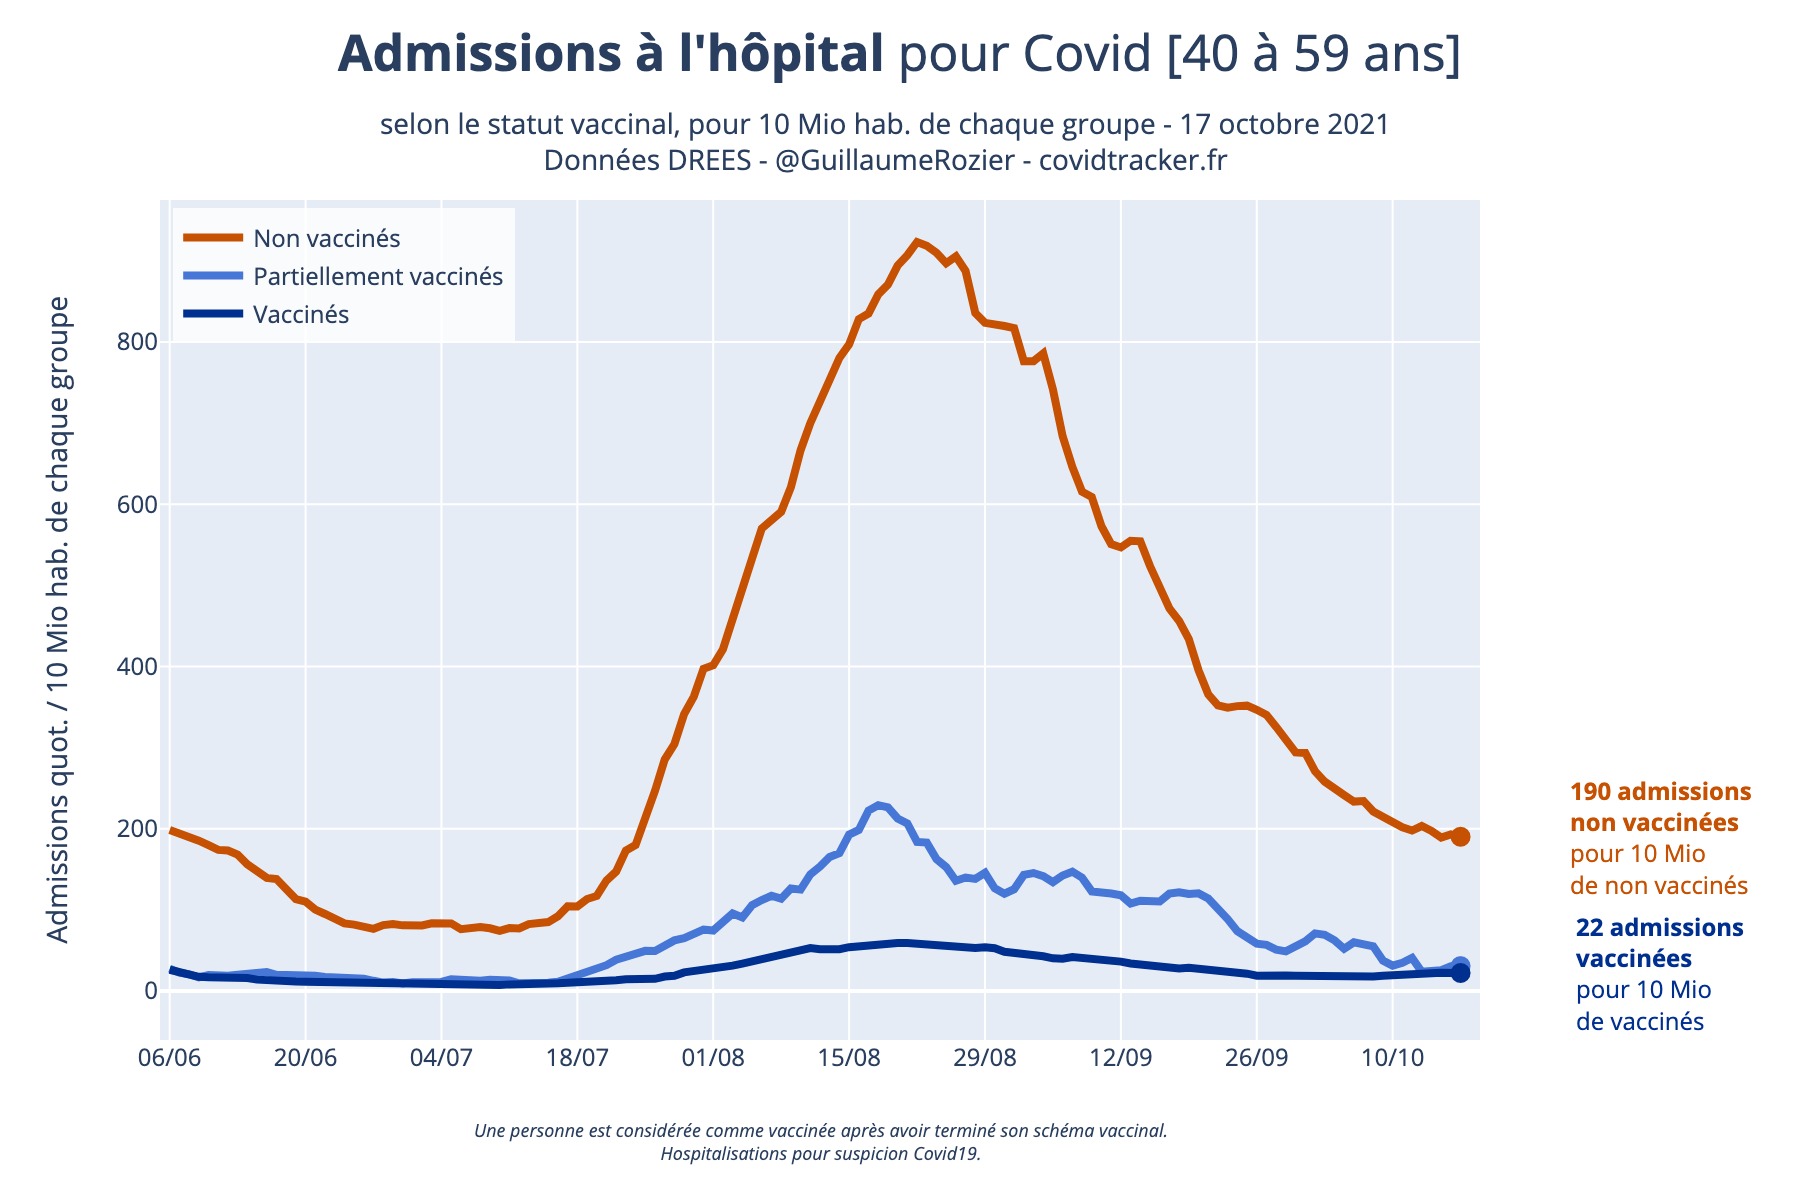 Admissions à l'hôpital pour Covid [40 à 59 ans]
selon le statut vaccinal, pour 10 Mio hab. de chaque groupe - 17 octobre 2021
Données DREES - @GuillaumeRozier - covidtracker.fr
Non vaccinés
Partiellement vaccinés
Vaccinés
Admissions quot. / 10 Mio hab. de chaque groupe
800
600
400
200
0
06/06
20/06
04/07
18/07
01/08
15/08
29/08
12/09
26/09
10/10
190 admissions
non vaccinées
pour 10 Mio
de non vaccinés
22 admissions
vaccinées
pour 10 Mio
de vaccinés
Une personne est considérée comme vaccinée après avoir terminé son schéma vaccinal.
Hospitalisations pour suspicion Covid19.